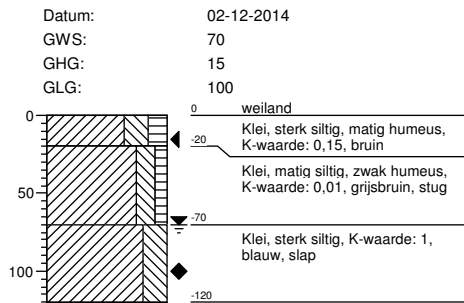 Datum: 02-12-2014
GWS: 70
GHG: 15
GLG: 100
0 0 weiland
Klei, sterk siltig, matig humeus,
K-waarde: 0,15, bruin
-20
Klei, matig siltig, zwak humeus,
K-waarde: 0,01, grijsbruin, stug
50
-70
Klei, sterk siltig, K-waarde: 1,
blauw, slap
100
-120